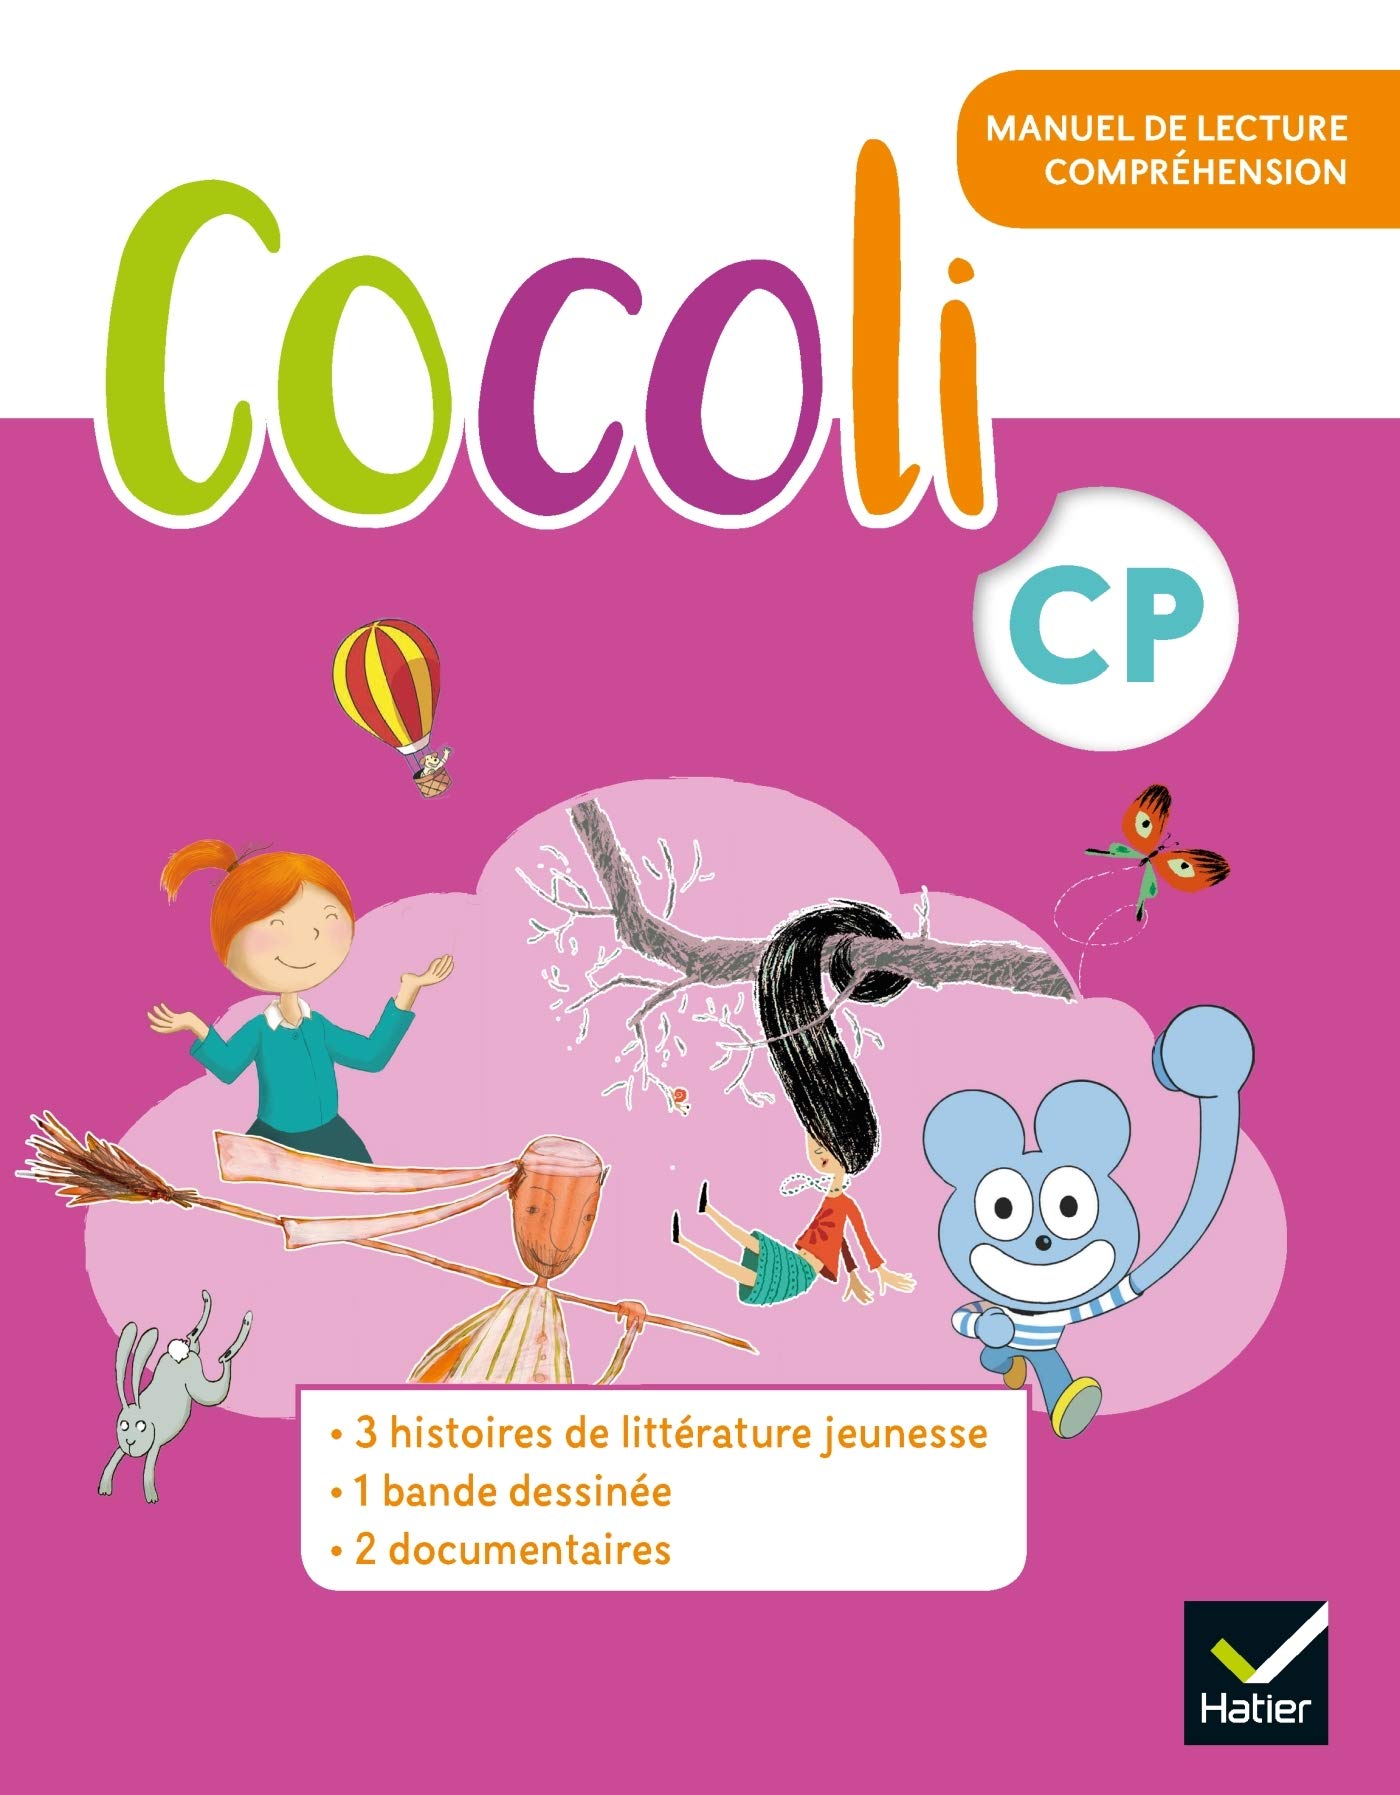 MANUEL DE LECTURE
COMPRÉHENSION
Cocoli
CP
• 3 histoires de littérature jeunesse
• 1 bande dessinée
• 2 documentaires
Hatier